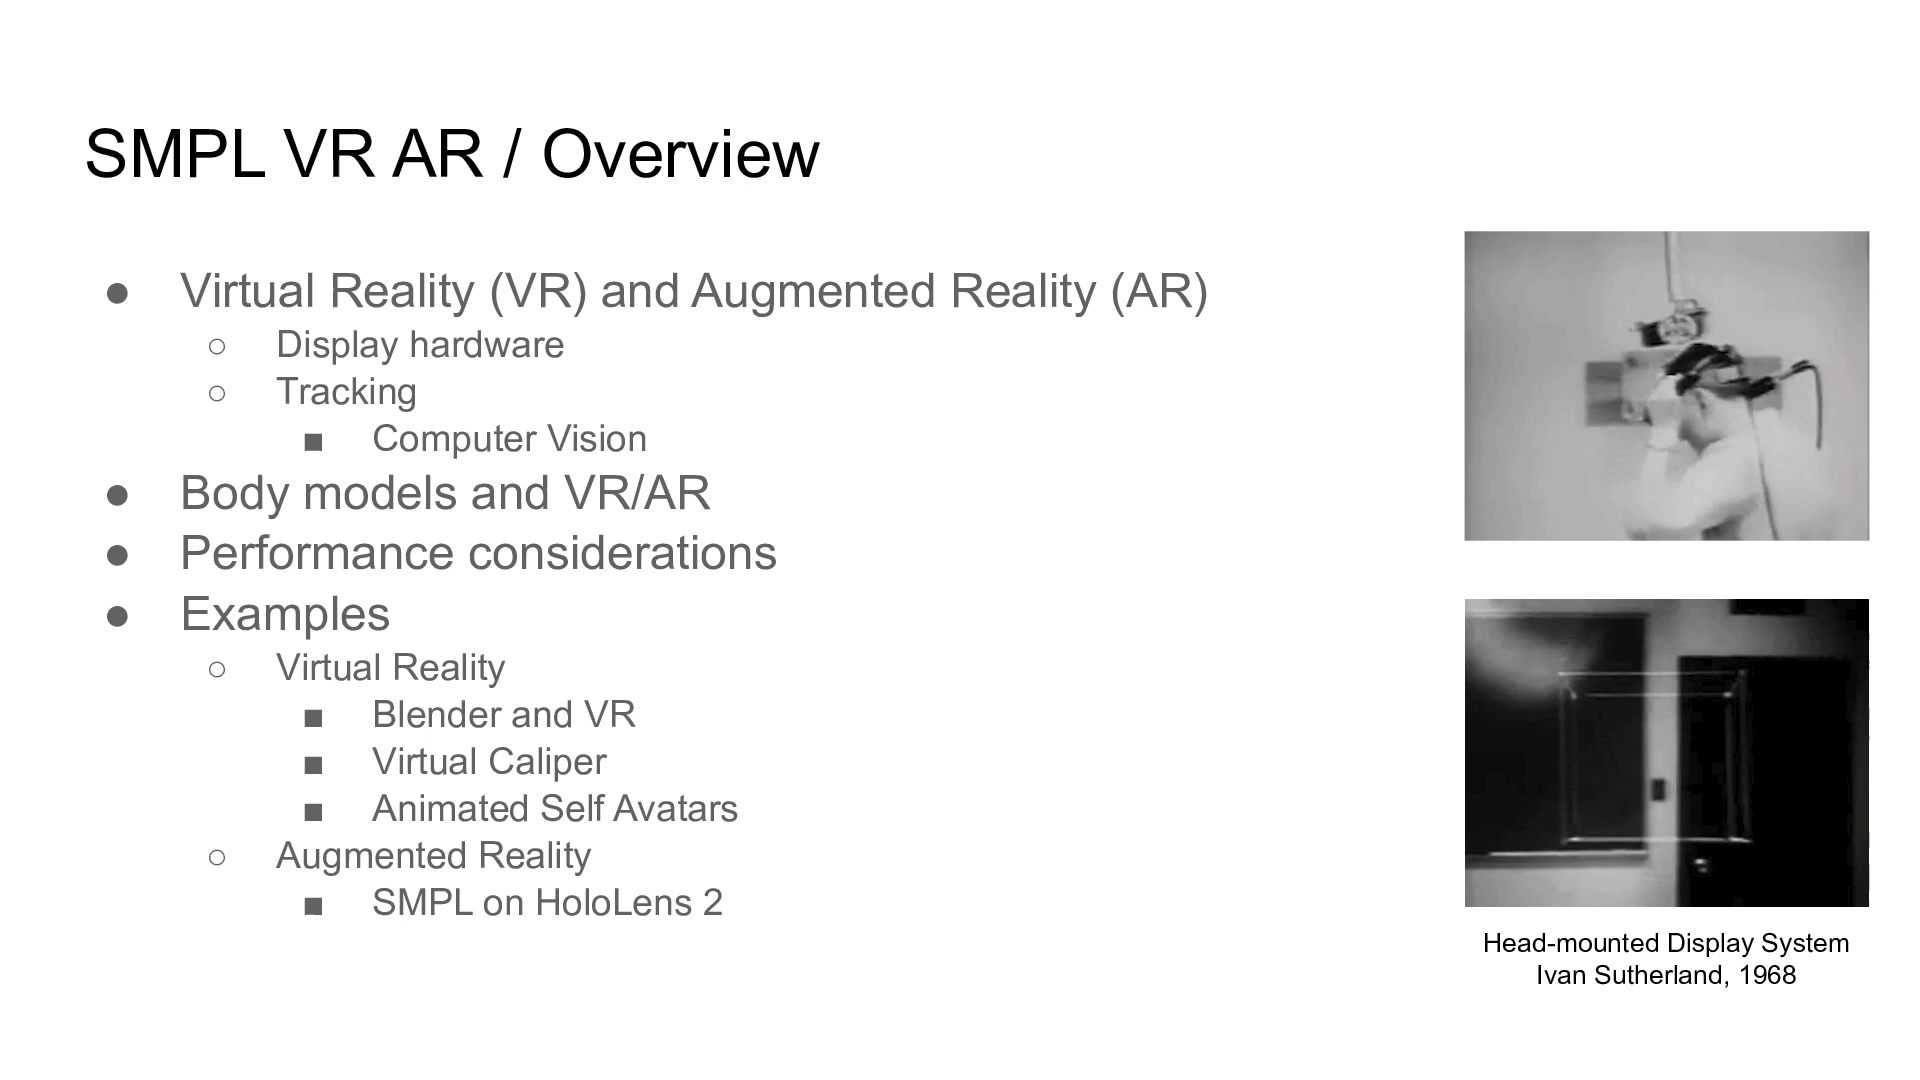 SMPL VR AR / Overview
● Virtual Reality (VR) and Augmented Reality (AR)
○ Display hardware
○ Tracking
■ Computer Vision
● Body models and VR/AR
● Performance considerations
● Examples
○ Virtual Reality
■ Blender and VR
■ Virtual Caliper
■ Animated Self Avatars
○ Augmented Reality
■ SMPL on HoloLens 2
Head-mounted Display System
Ivan Sutherland, 1968